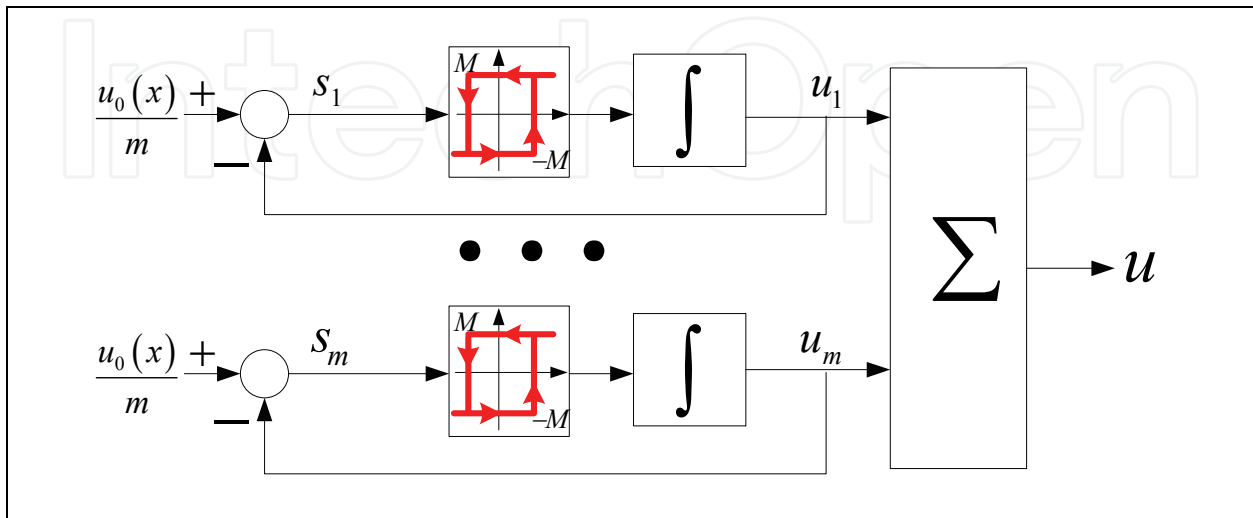 IntechOpen
u₀(x)/m + − s₁ M −M ∫ u₁
• • •
∑ u
u₀(x)/m + − sₘ M −M ∫ uₘ